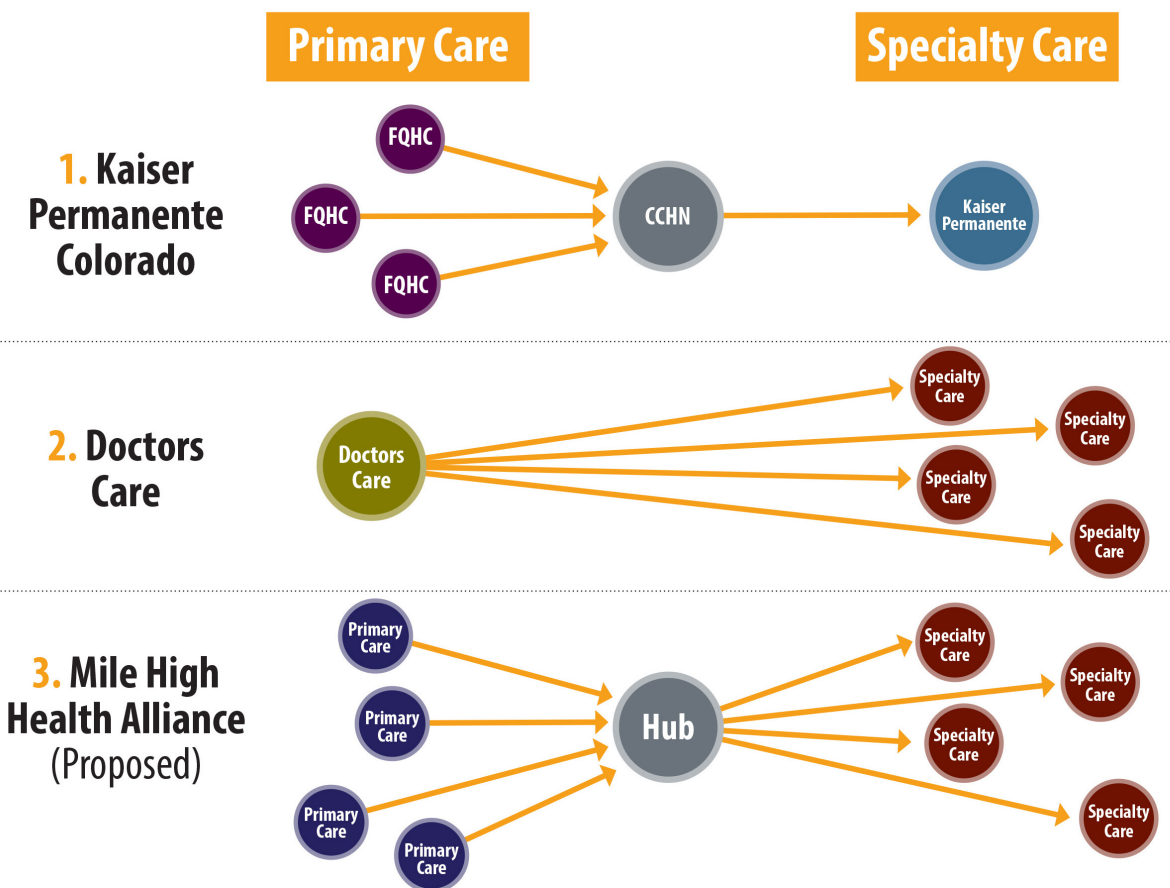 Primary Care
Specialty Care
1. Kaiser
Permanente
Colorado
FQHC
FQHC
FQHC
CCHN
Kaiser
Permanente
2. Doctors
Care
Doctors
Care
Specialty
Care
Specialty
Care
Specialty
Care
Specialty
Care
3. Mile High
Health Alliance
(Proposed)
Primary
Care
Primary
Care
Primary
Care
Primary
Care
Hub
Specialty
Care
Specialty
Care
Specialty
Care
Specialty
Care